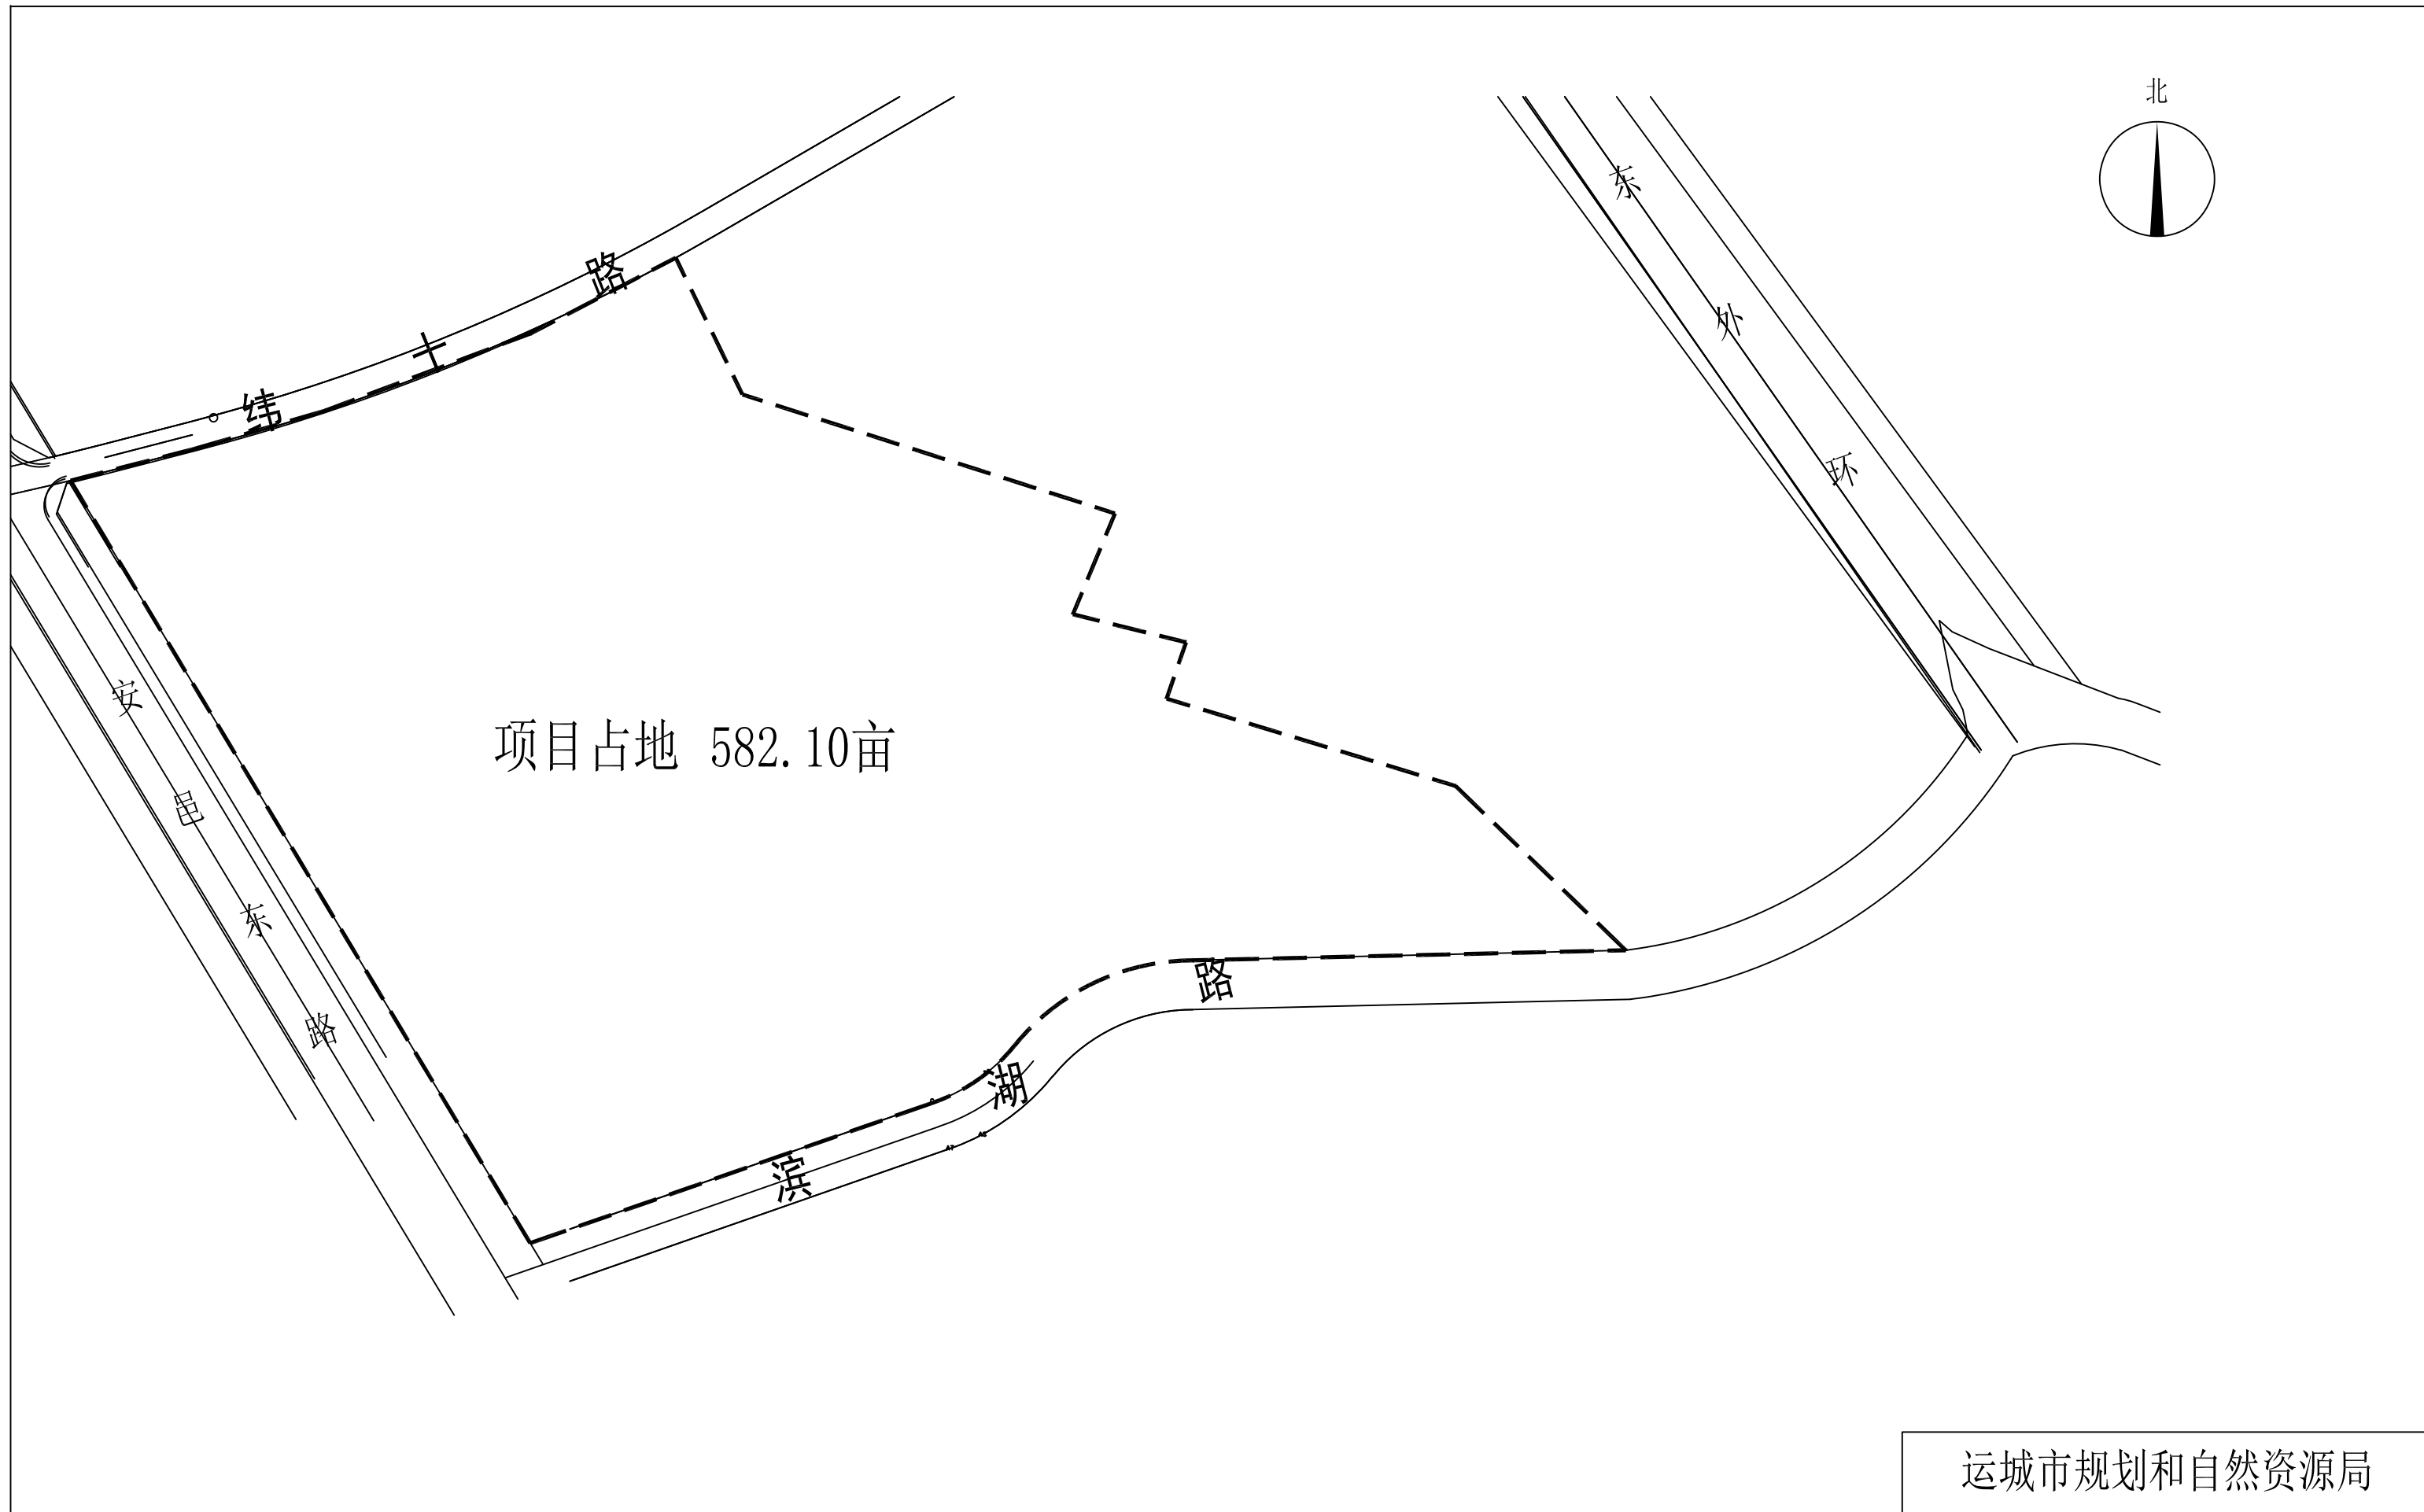 北
东外环
纬十路
安邑东路
项目占地 582.10亩
滨湖路
运城市规划和自然资源局